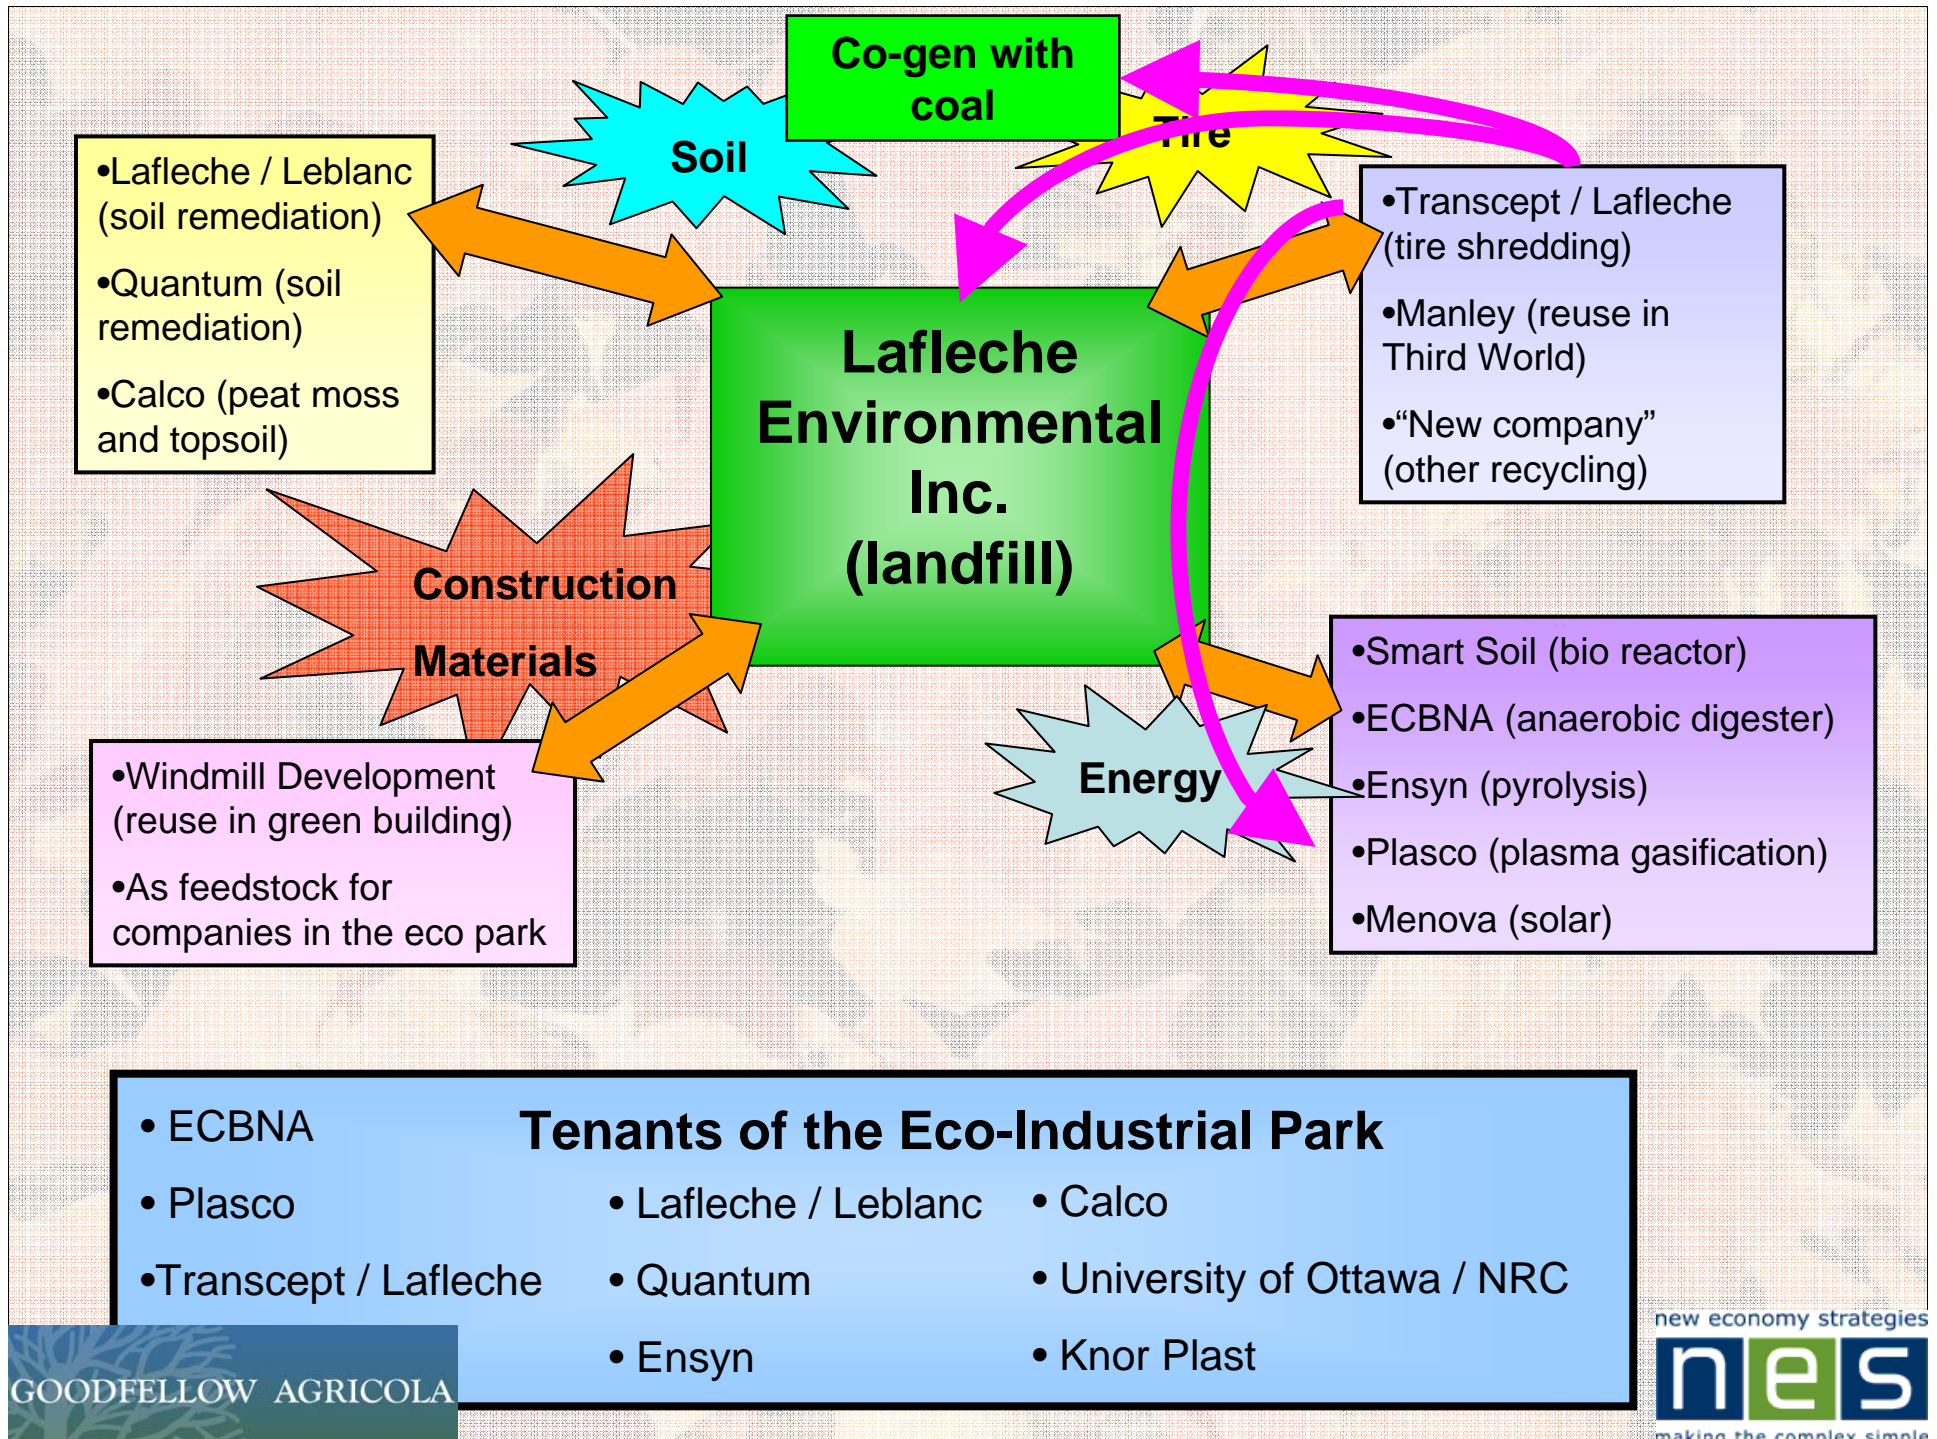 Co-gen with
coal
Soil
Tire
•Lafleche / Leblanc
(soil remediation)
•Quantum (soil
remediation)
•Calco (peat moss
and topsoil)
•Transcept / Lafleche
(tire shredding)
•Manley (reuse in
Third World)
•“New company”
(other recycling)
Lafleche
Environmental
Inc.
(landfill)
Construction
Materials
•Windmill Development
(reuse in green building)
•As feedstock for
companies in the eco park
Energy
•Smart Soil (bio reactor)
•ECBNA (anaerobic digester)
•Ensyn (pyrolysis)
•Plasco (plasma gasification)
•Menova (solar)
Tenants of the Eco-Industrial Park
• ECBNA
• Plasco
•Transcept / Lafleche
• Lafleche / Leblanc
• Quantum
• Ensyn
• Calco
• University of Ottawa / NRC
• Knor Plast
GOODFELLOW AGRICOLA
new economy strategies
nes
making the complex simple